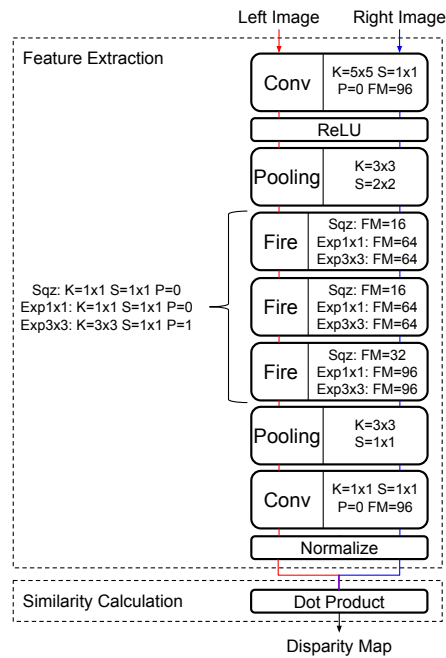 Left Image Right Image
Feature Extraction
Conv
K=5x5 S=1x1
P=0 FM=96
ReLU
Pooling
K=3x3
S=2x2
Fire
Sqz: FM=16
Exp1x1: FM=64
Exp3x3: FM=64
Sqz: K=1x1 S=1x1 P=0
Exp1x1: K=1x1 S=1x1 P=0
Exp3x3: K=3x3 S=1x1 P=1
Fire
Sqz: FM=16
Exp1x1: FM=64
Exp3x3: FM=64
Fire
Sqz: FM=32
Exp1x1: FM=96
Exp3x3: FM=96
Pooling
K=3x3
S=1x1
Conv
K=1x1 S=1x1
P=0 FM=96
Normalize
Similarity Calculation
Dot Product
Disparity Map